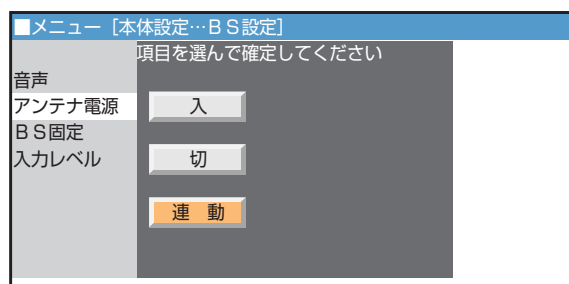 ■メニュー［本体設定…ＢＳ設定］
項目を選んで確定してください
音声
アンテナ電源
ＢＳ固定
入力レベル
入
切
連　動